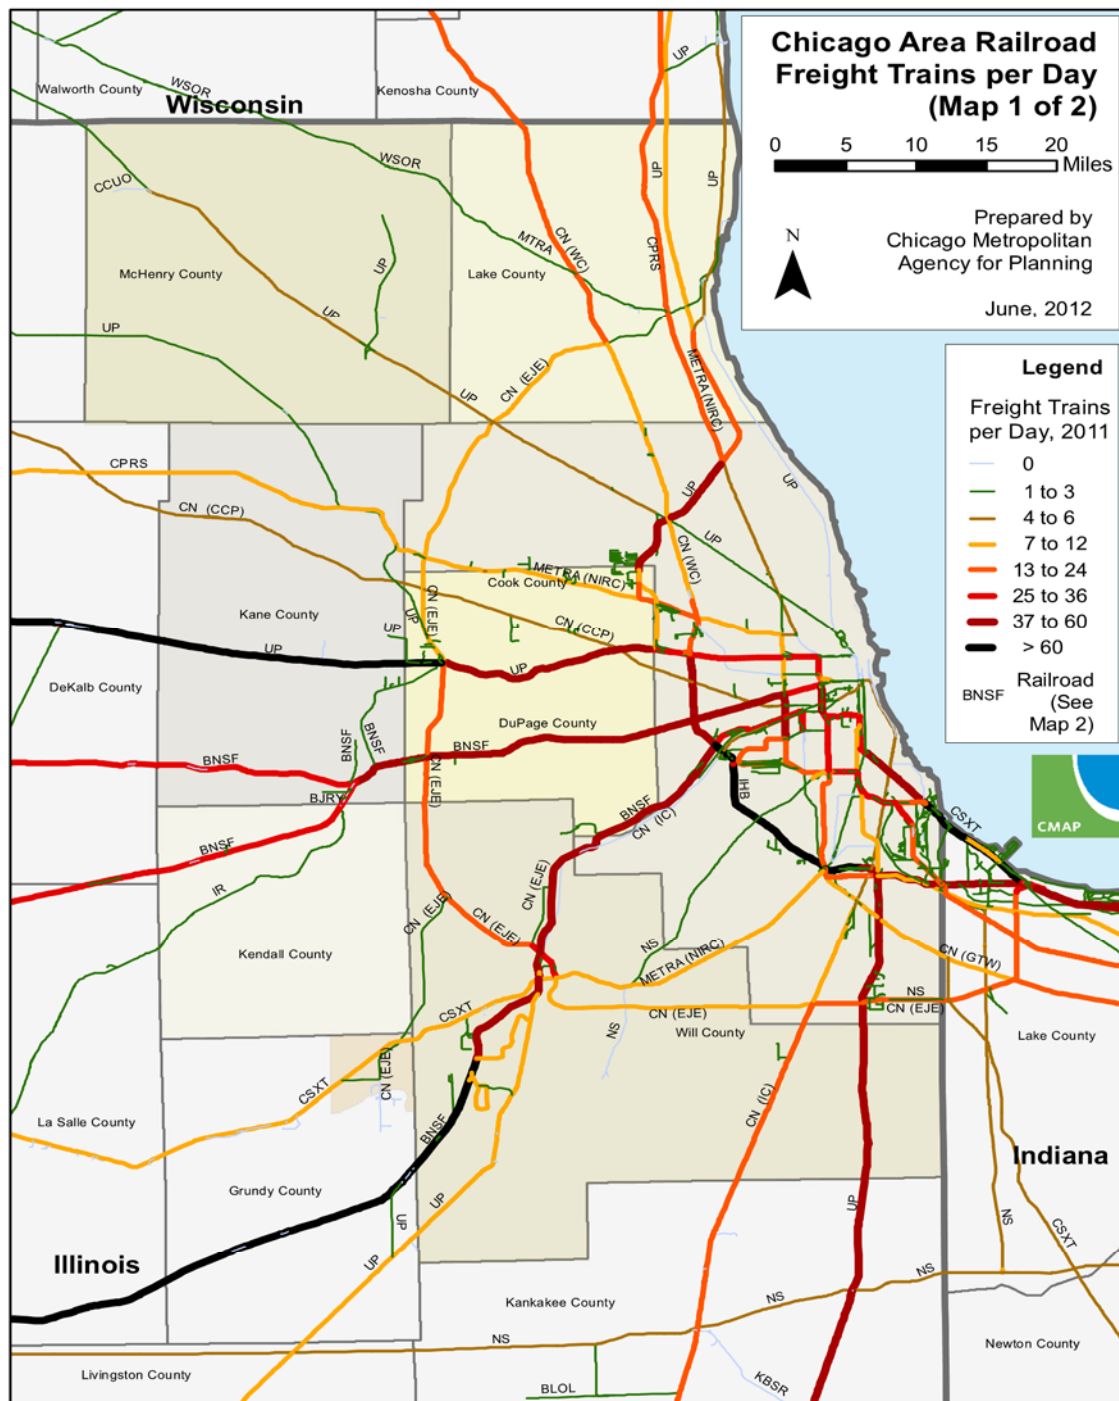 Chicago Area Railroad
Freight Trains per Day
(Map 1 of 2)
0 5 10 15 20
Miles
Prepared by
Chicago Metropolitan
Agency for Planning
June, 2012
N
Legend
Freight Trains
per Day, 2011
0
1 to 3
4 to 6
7 to 12
13 to 24
25 to 36
37 to 60
> 60
BNSF Railroad
(See
Map 2)
CMAP
Walworth County
WSOR
Wisconsin
Kenosha County
UP
WSOR
CCUO
UP
UP
McHenry County
UP
MTRA
CN (WC)
CPRS
Lake County
UP
UP
UP
CN (EJE)
METRA (NIRC)
CPRS
UP
UP
CN (CCP)
UP
CN (WC)
METRA (NIRC)
Cook County
CN (EJE)
UP
Kane County
UP
CN (CCP)
UP
UP
DeKalb County
DuPage County
BNSF
BNSF
BNSF
BNSF
CN (EJE)
IHB
BJRY
BNSF
CN (IC)
CSXT
BNSF
IR
CN (EJE)
CN (EJE)
CN (EJE)
NS
Kendall County
METRA (NIRC)
CN (GTW)
NS
CN (EJE)
CSXT
CN (EJE)
NS
Will County
Lake County
CN (EJE)
CSXT
CN (IC)
La Salle County
BNSF
Indiana
Grundy County
UP
UP
UP
NS
CSXT
Illinois
UP
NS
NS
Kankakee County
NS
Newton County
Livingston County
KBSR
BLOL